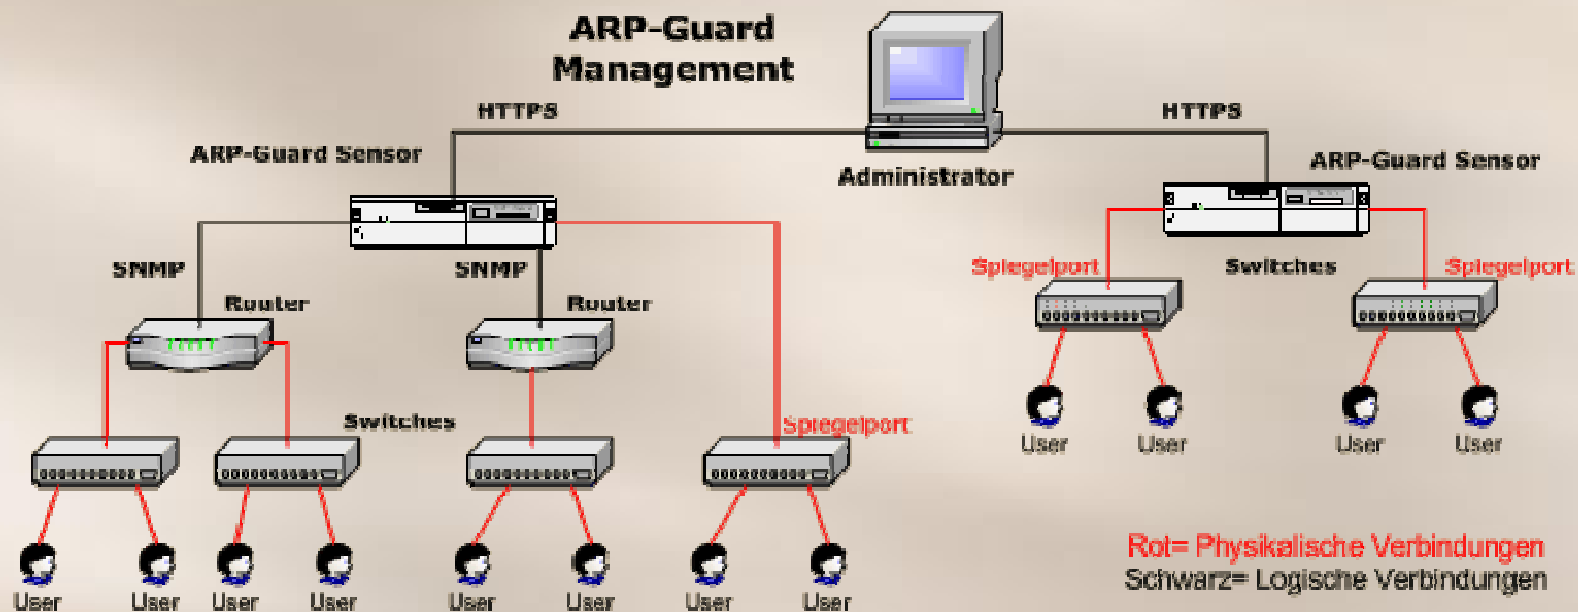 ARP-Guard
Management
HTTPS
HTTPS
ARP-Guard Sensor
Administrator
ARP-Guard Sensor
SNMP
SNMP
Spiegelport
Switches
Spiegelport
Router
Router
Switches
Spiegelport
User
User
User
User
User
User
User
User
User
User
User
User
Rot= Physikalische Verbindungen
Schwarz= Logische Verbindungen